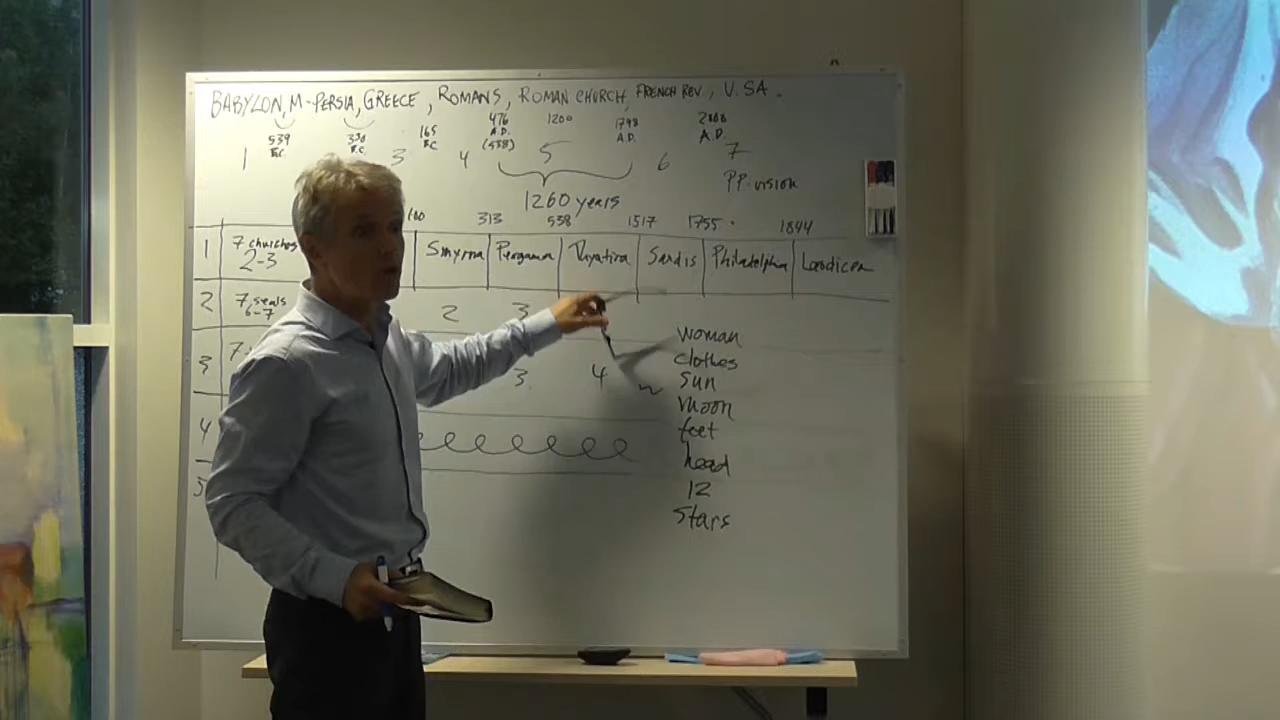 BABYLON, M-PERSIA, GREECE, ROMANS, ROMAN CHURCH, FRENCH REV, U.S.A.
539 B.C. 330 B.C. 165 B.C 476 A.D. (538) 1200 1798 A.D. A.D.
1 3 4 5 6 7
PP-vision
1260 years
100 313 538 1517 1755 1844
1 7 churches 2-3 Smyrna Pergamum Thyatira Sardis Philadelphia Laodicea
2 7 seals 6-7 2 3
3 7 3 4
4
5
woman
clothes
sun
moon
feet
head
12
stars